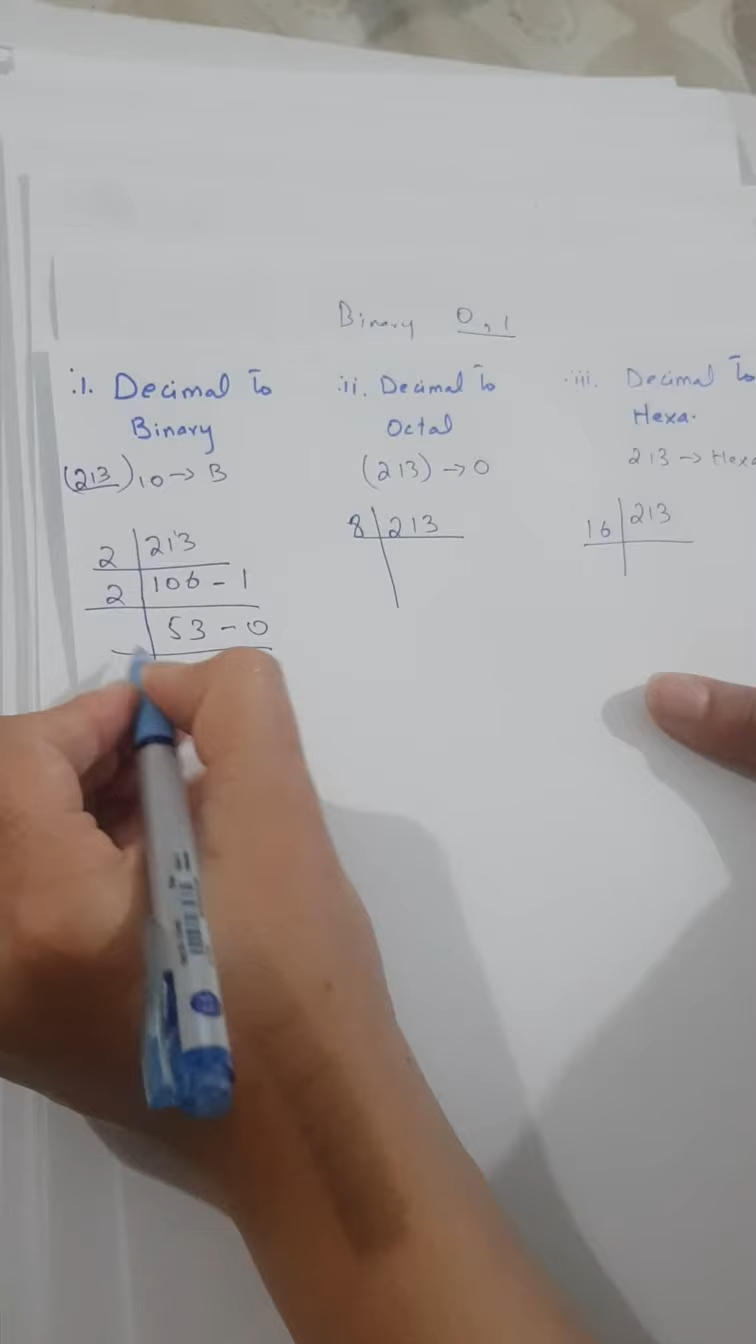 Binary 0, 1
i. Decimal To
Binary
(213)10 → B
2 213
2 106 - 1
53 - 0
ii. Decimal To
Octal
(213) → O
8 213
iii. Decimal To
Hexa.
213 → Hexa
16 213